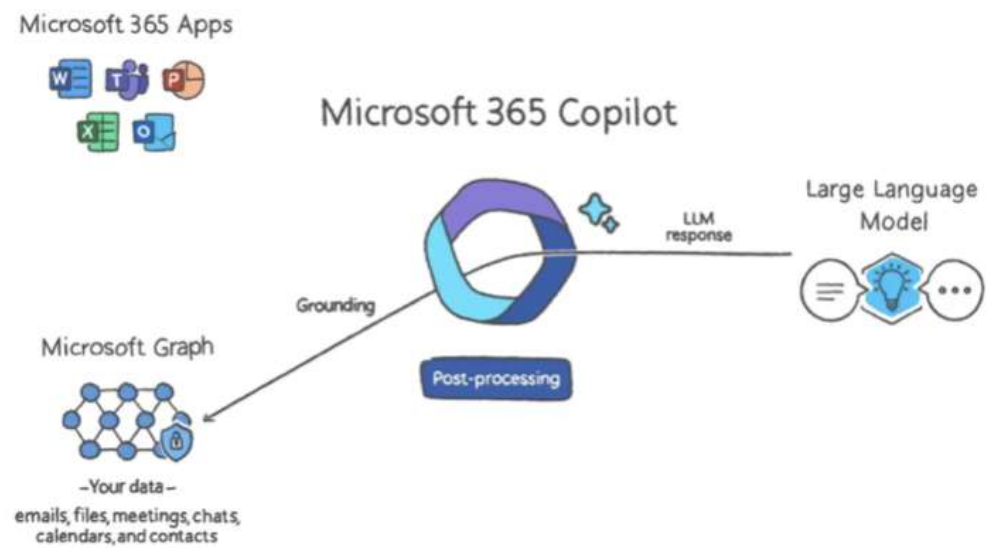 Microsoft 365 Apps
W
T
P
X
O
Microsoft 365 Copilot
Large Language
Model
LLM
response
Grounding
Microsoft Graph
Post-processing
-Your data-
emails, files, meetings, chats,
calendars, and contacts